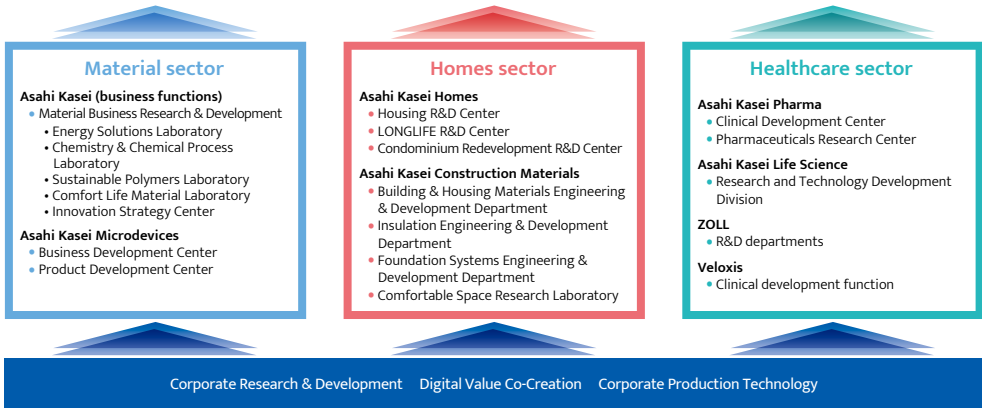 Material sector
Asahi Kasei (business functions)
• Material Business Research & Development
• Energy Solutions Laboratory
• Chemistry & Chemical Process
Laboratory
• Sustainable Polymers Laboratory
• Comfort Life Material Laboratory
• Innovation Strategy Center
Asahi Kasei Microdevices
• Business Development Center
• Product Development Center
Homes sector
Asahi Kasei Homes
• Housing R&D Center
• LONGLIFE R&D Center
• Condominium Redevelopment R&D Center
Asahi Kasei Construction Materials
• Building & Housing Materials Engineering
& Development Department
• Insulation Engineering & Development
Department
• Foundation Systems Engineering &
Development Department
• Comfortable Space Research Laboratory
Healthcare sector
Asahi Kasei Pharma
• Clinical Development Center
• Pharmaceuticals Research Center
Asahi Kasei Life Science
• Research and Technology Development
Division
ZOLL
• R&D departments
Veloxis
• Clinical development function
Corporate Research & Development Digital Value Co-Creation Corporate Production Technology